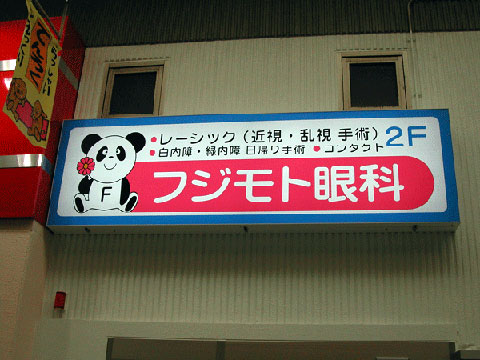 ・レーシック(近視・乱視 手術) 2F
・白内障・緑内障 日帰り手術 ・コンタクト
フジモト眼科
F